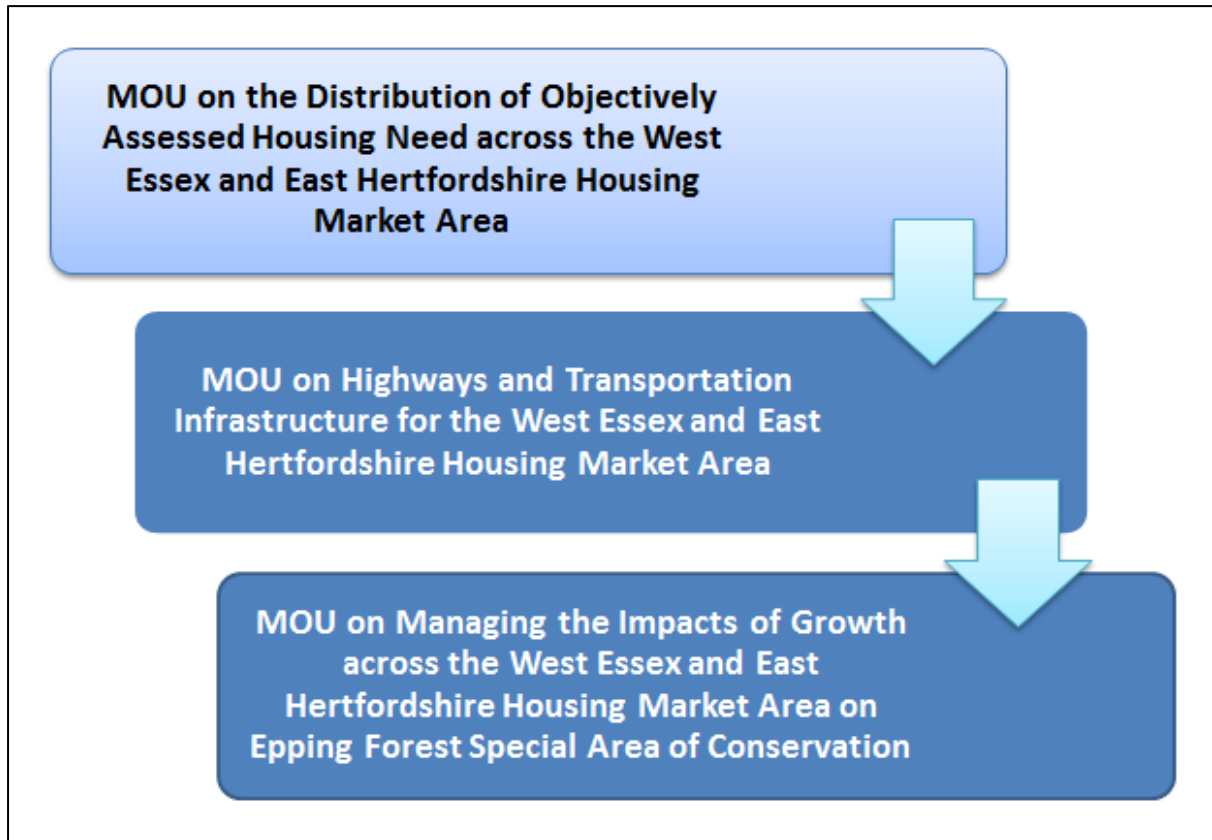 MOU on the Distribution of Objectively
Assessed Housing Need across the West
Essex and East Hertfordshire Housing
Market Area
MOU on Highways and Transportation
Infrastructure for the West Essex and East
Hertfordshire Housing Market Area
MOU on Managing the Impacts of Growth
across the West Essex and East
Hertfordshire Housing Market Area on
Epping Forest Special Area of Conservation